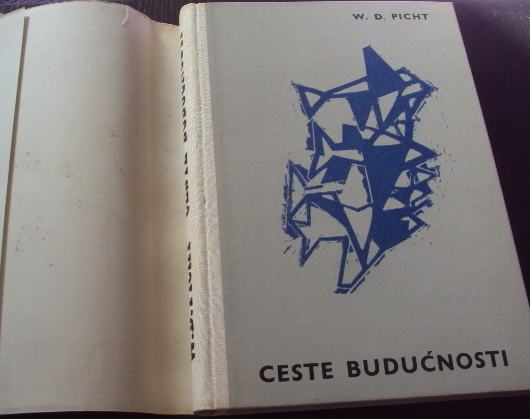 W. D. PICHT
CESTE BUDUĆNOSTI